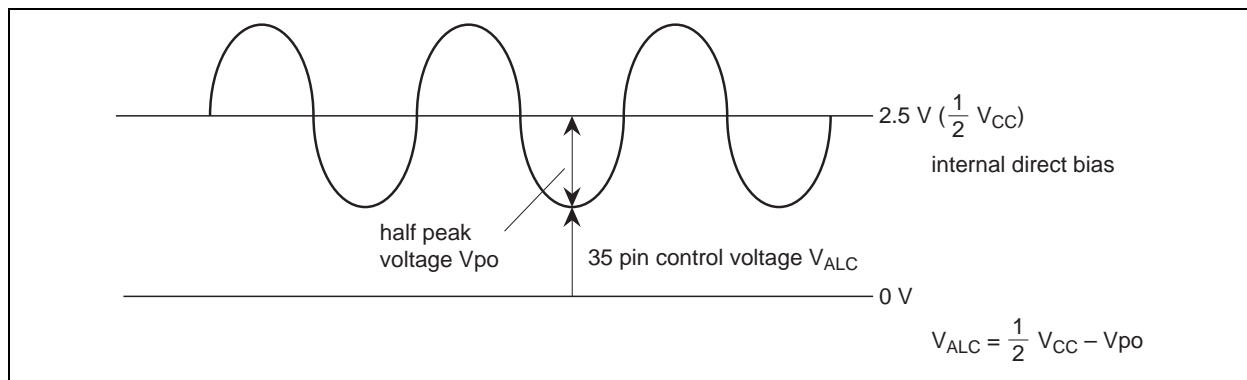 2.5 V (1/2 VCC)
internal direct bias
half peak
voltage Vpo
35 pin control voltage VALC
0 V
VALC = 1/2 VCC – Vpo